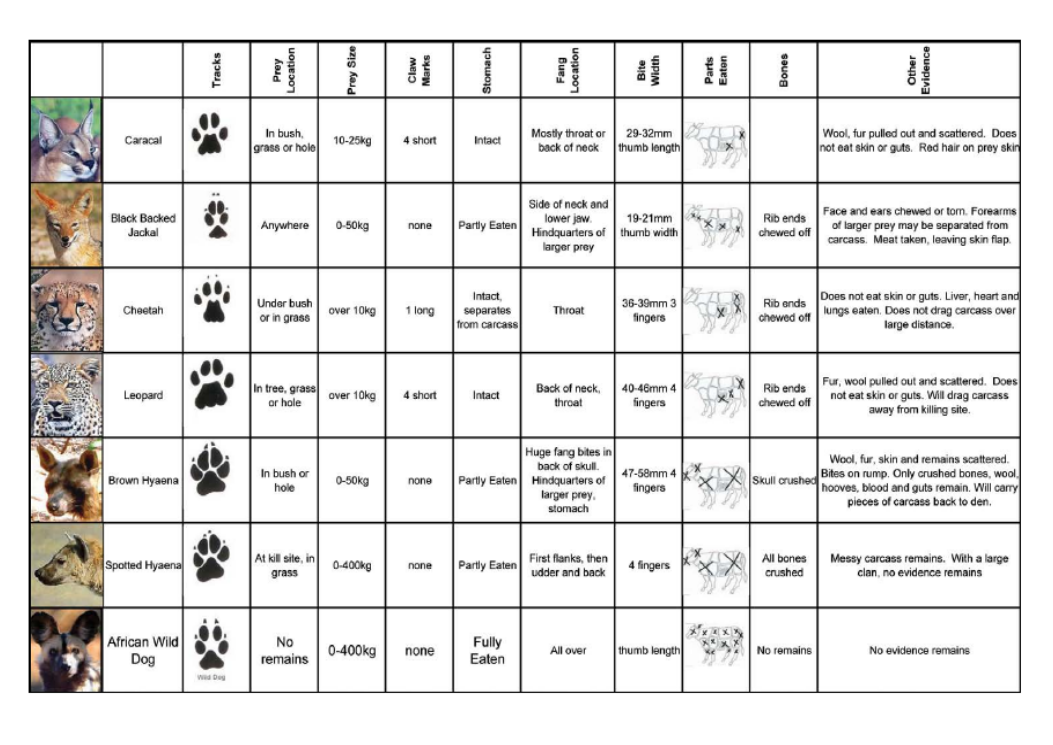 Tracks
Prey
Location
Prey Size
Claw
Marks
Stomach
Fang
Location
Bite
Width
Parts
Eaten
Bones
Other
Evidence
Caracal
In bush,
grass or hole
10-25kg
4 short
Intact
Mostly throat or
back of neck
29-32mm
thumb length
Wool, fur pulled out and scattered. Does
not eat skin or guts. Red hair on prey skin
Black Backed
Jackal
Anywhere
0-50kg
none
Partly Eaten
Side of neck and
lower jaw.
Hindquarters of
larger prey
19-21mm
thumb width
Rib ends
chewed off
Face and ears chewed or torn. Forearms
of larger prey may be separated from
carcass. Meat taken, leaving skin flap.
Cheetah
Under bush
or in grass
over 10kg
1 long
Intact,
separates
from carcass
Throat
36-39mm 3
fingers
Rib ends
chewed off
Does not eat skin or guts. Liver, heart and
lungs eaten. Does not drag carcass over
large distance.
Leopard
In tree, grass
or hole
over 10kg
4 short
Intact
Back of neck,
throat
40-46mm 4
fingers
Rib ends
chewed off
Fur, wool pulled out and scattered. Does
not eat skin or guts. Will drag carcass
away from killing site.
Brown Hyaena
In bush or
hole
0-50kg
none
Partly Eaten
Huge fang bites in
back of skull.
Hindquarters of
larger prey,
stomach
47-58mm 4
fingers
Skull crushed
Wool, fur, skin and remains scattered.
Bites on rump. Only crushed bones, wool,
hooves, blood and guts remain. Will carry
pieces of carcass back to den.
Spotted Hyaena
At kill site, in
grass
0-400kg
none
Partly Eaten
First flanks, then
udder and back
4 fingers
All bones
crushed
Messy carcass remains. With a large
clan, no evidence remains
African Wild
Dog
Wild Dog
No
remains
0-400kg
none
Fully
Eaten
All over
thumb length
No remains
No evidence remains